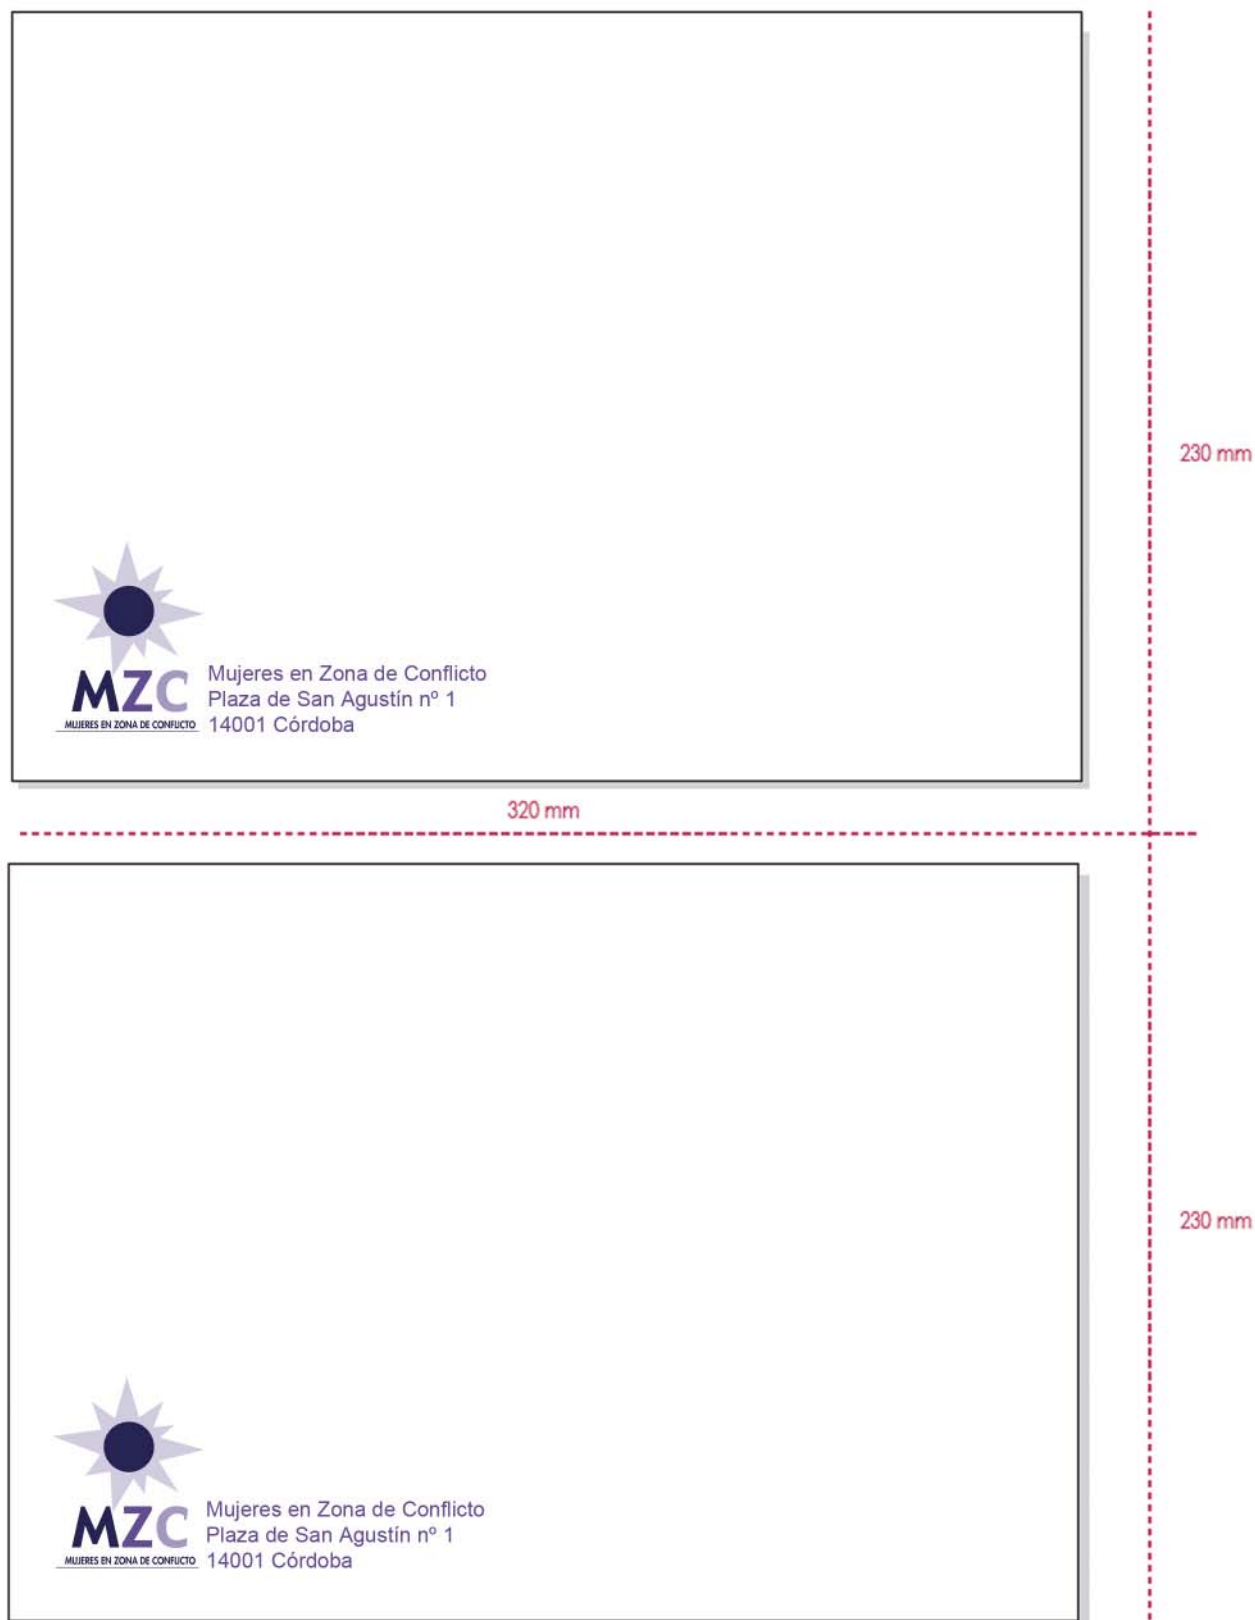 230 mm
MZC
MUJERES EN ZONA DE CONFLICTO
Mujeres en Zona de Conflicto
Plaza de San Agustín nº 1
14001 Córdoba
320 mm
230 mm
MZC
MUJERES EN ZONA DE CONFLICTO
Mujeres en Zona de Conflicto
Plaza de San Agustín nº 1
14001 Córdoba